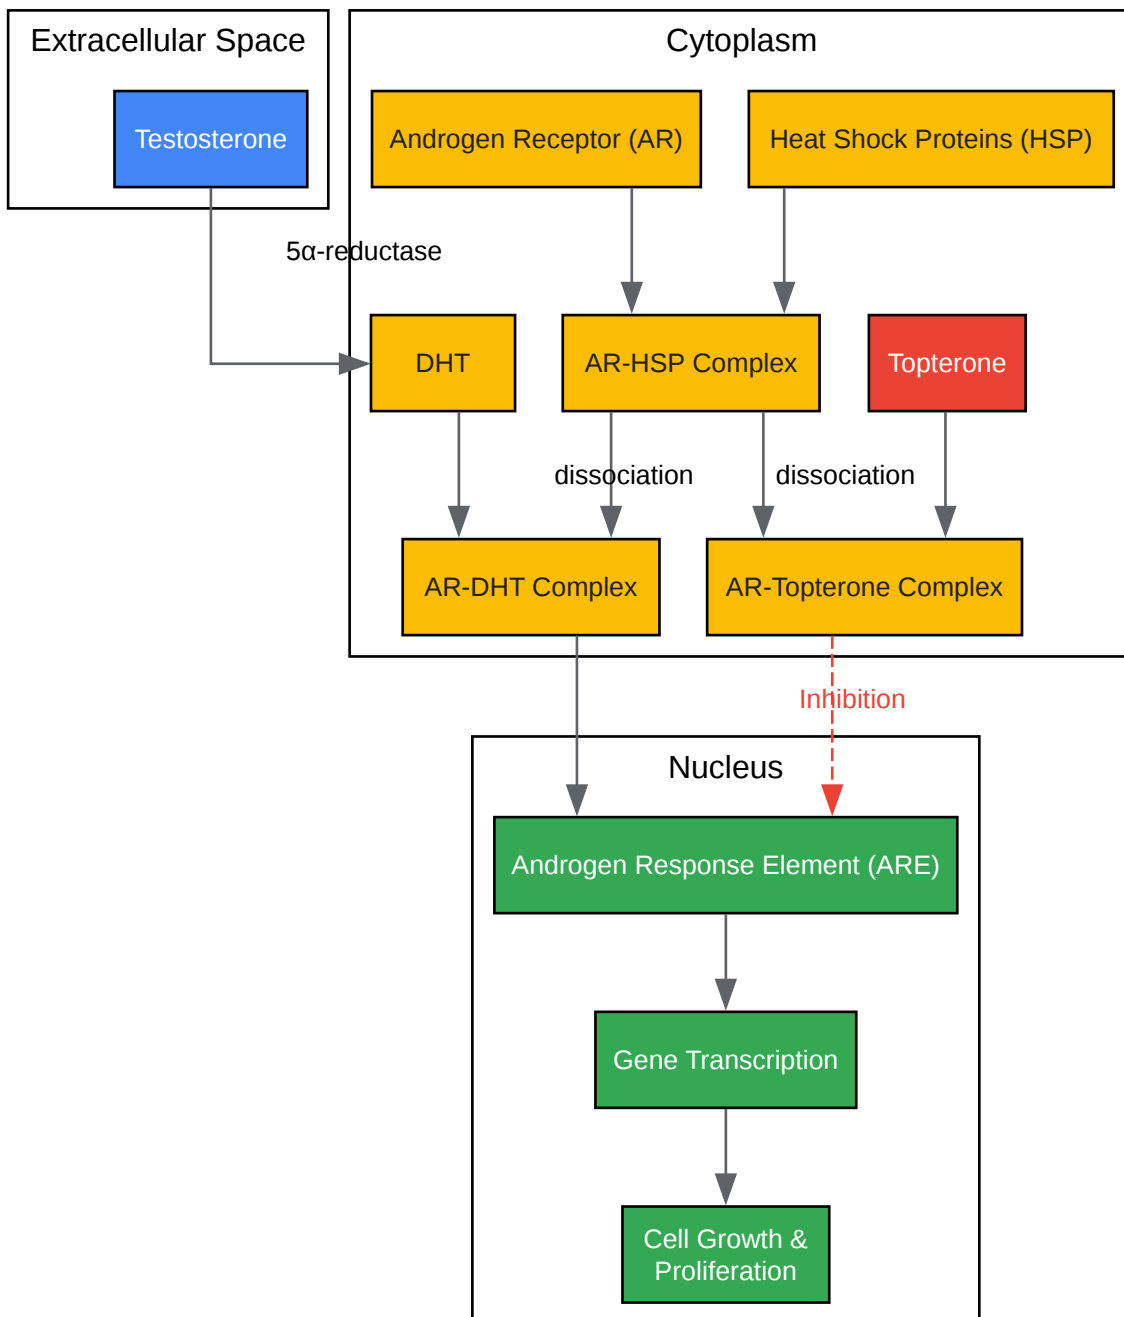 Extracellular Space
Cytoplasm
Testosterone
Androgen Receptor (AR)
Heat Shock Proteins (HSP)
5α-reductase
DHT
AR-HSP Complex
Topterone
dissociation
dissociation
AR-DHT Complex
AR-Topterone Complex
Inhibition
Nucleus
Androgen Response Element (ARE)
Gene Transcription
Cell Growth &
Proliferation